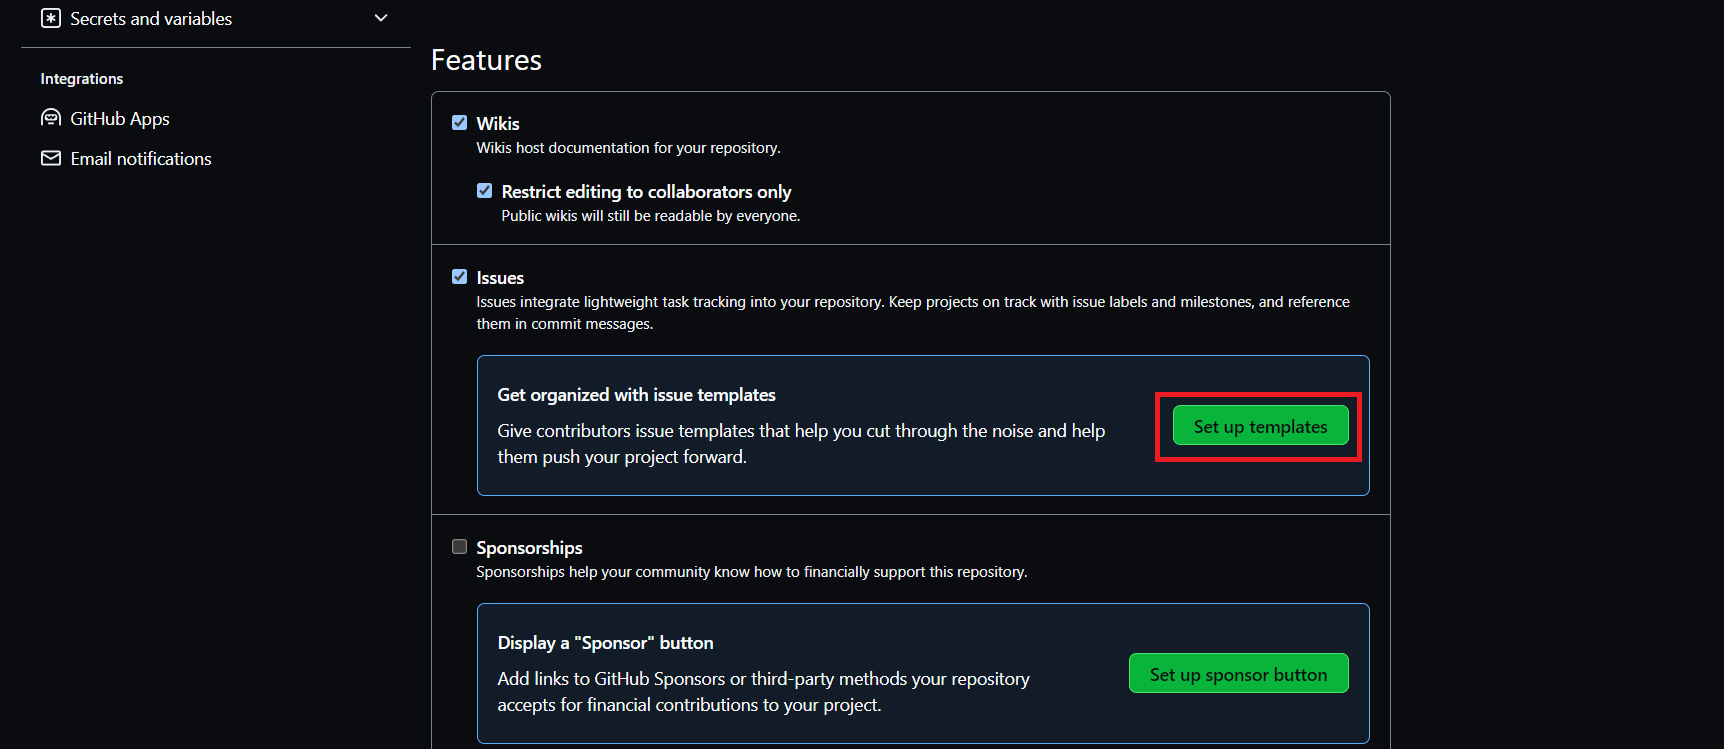 Secrets and variables
Integrations
GitHub Apps
Email notifications
Features
Wikis
Wikis host documentation for your repository.
Restrict editing to collaborators only
Public wikis will still be readable by everyone.
Issues
Issues integrate lightweight task tracking into your repository. Keep projects on track with issue labels and milestones, and reference
them in commit messages.
Get organized with issue templates
Give contributors issue templates that help you cut through the noise and help
them push your project forward.
Set up templates
Sponsorships
Sponsorships help your community know how to financially support this repository.
Display a "Sponsor" button
Add links to GitHub Sponsors or third-party methods your repository
accepts for financial contributions to your project.
Set up sponsor button